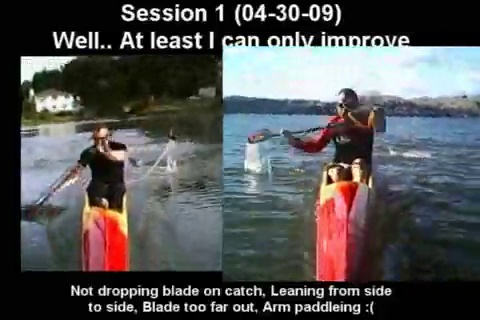 Session 1 (04-30-09)
Well.. At least I can only improve
Not dropping blade on catch, Leaning from side
to side, Blade too far out, Arm paddleing :(